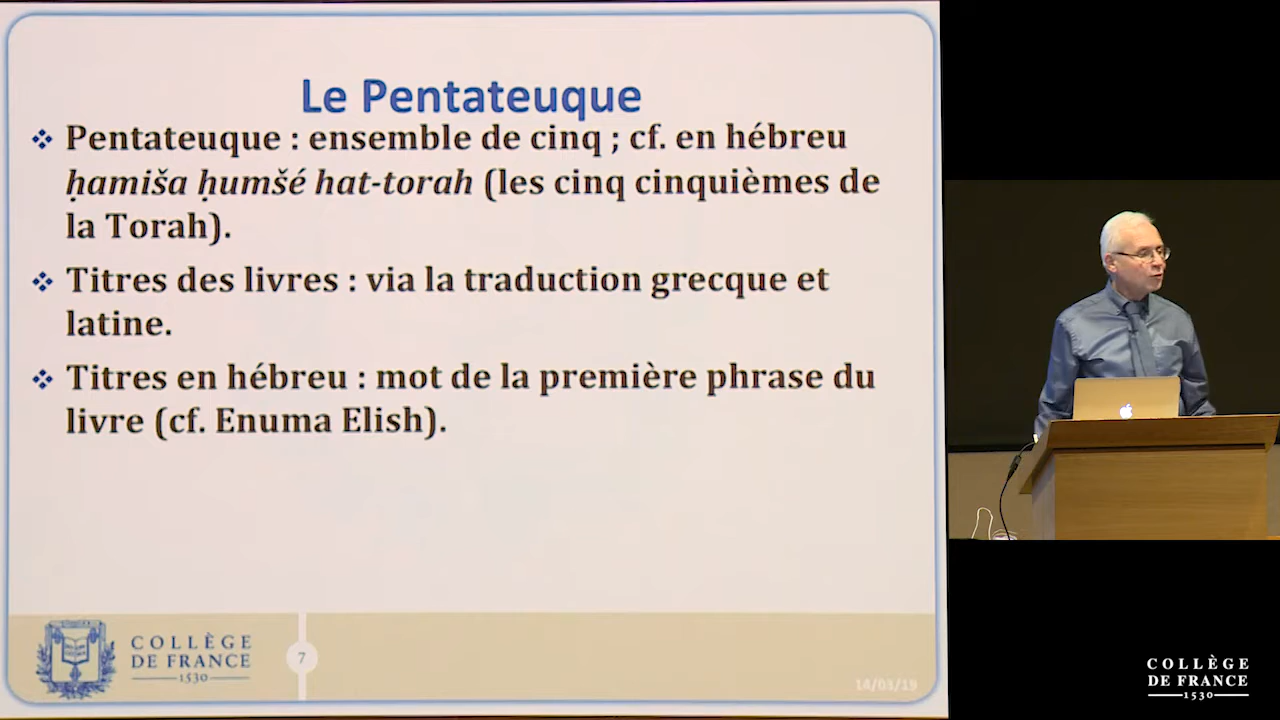 Le Pentateuque
❖ Pentateuque : ensemble de cinq ; cf. en hébreu
ḥamiša ḥumšé hat-torah (les cinq cinquièmes de
la Torah).
❖ Titres des livres : via la traduction grecque et
latine.
❖ Titres en hébreu : mot de la première phrase du
livre (cf. Enuma Elish).
COLLÈGE
DE FRANCE
1530
7
14/03/19
COLLÈGE
DE FRANCE
1530